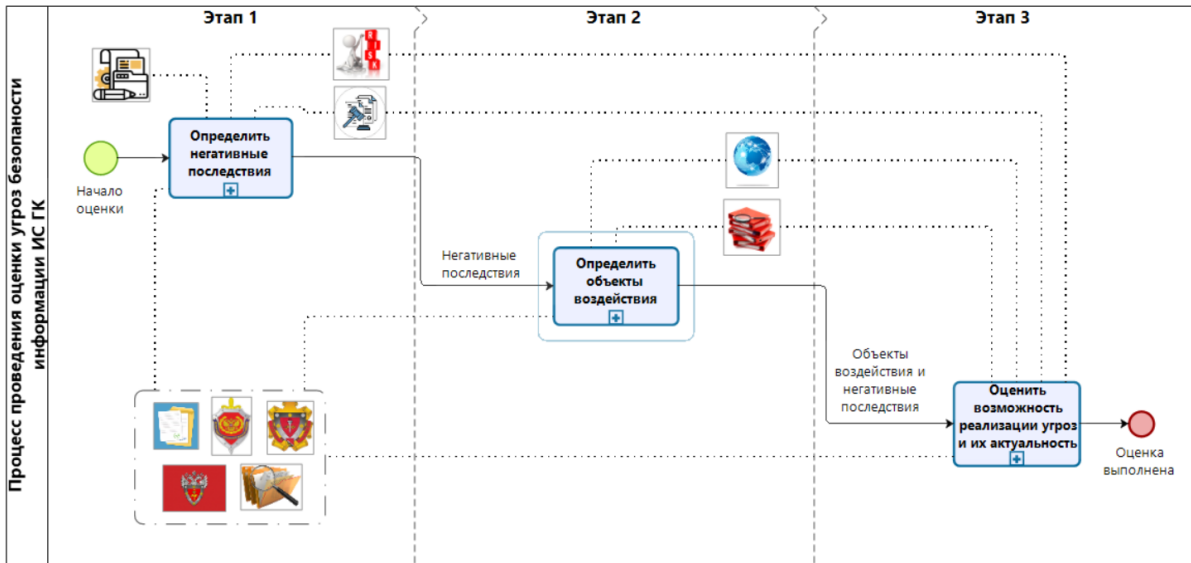 Процесс проведения оценки угроз безопаности
информации ИС ГК
Этап 1
Этап 2
Этап 3
Начало
оценки
Определить
негативные
последствия
R
I
S
K
Негативные
последствия
Определить
объекты
воздействия
Объекты
воздействия и
негативные
последствия
Оценить
возможность
реализации угроз
и их актуальность
Оценка
выполнена